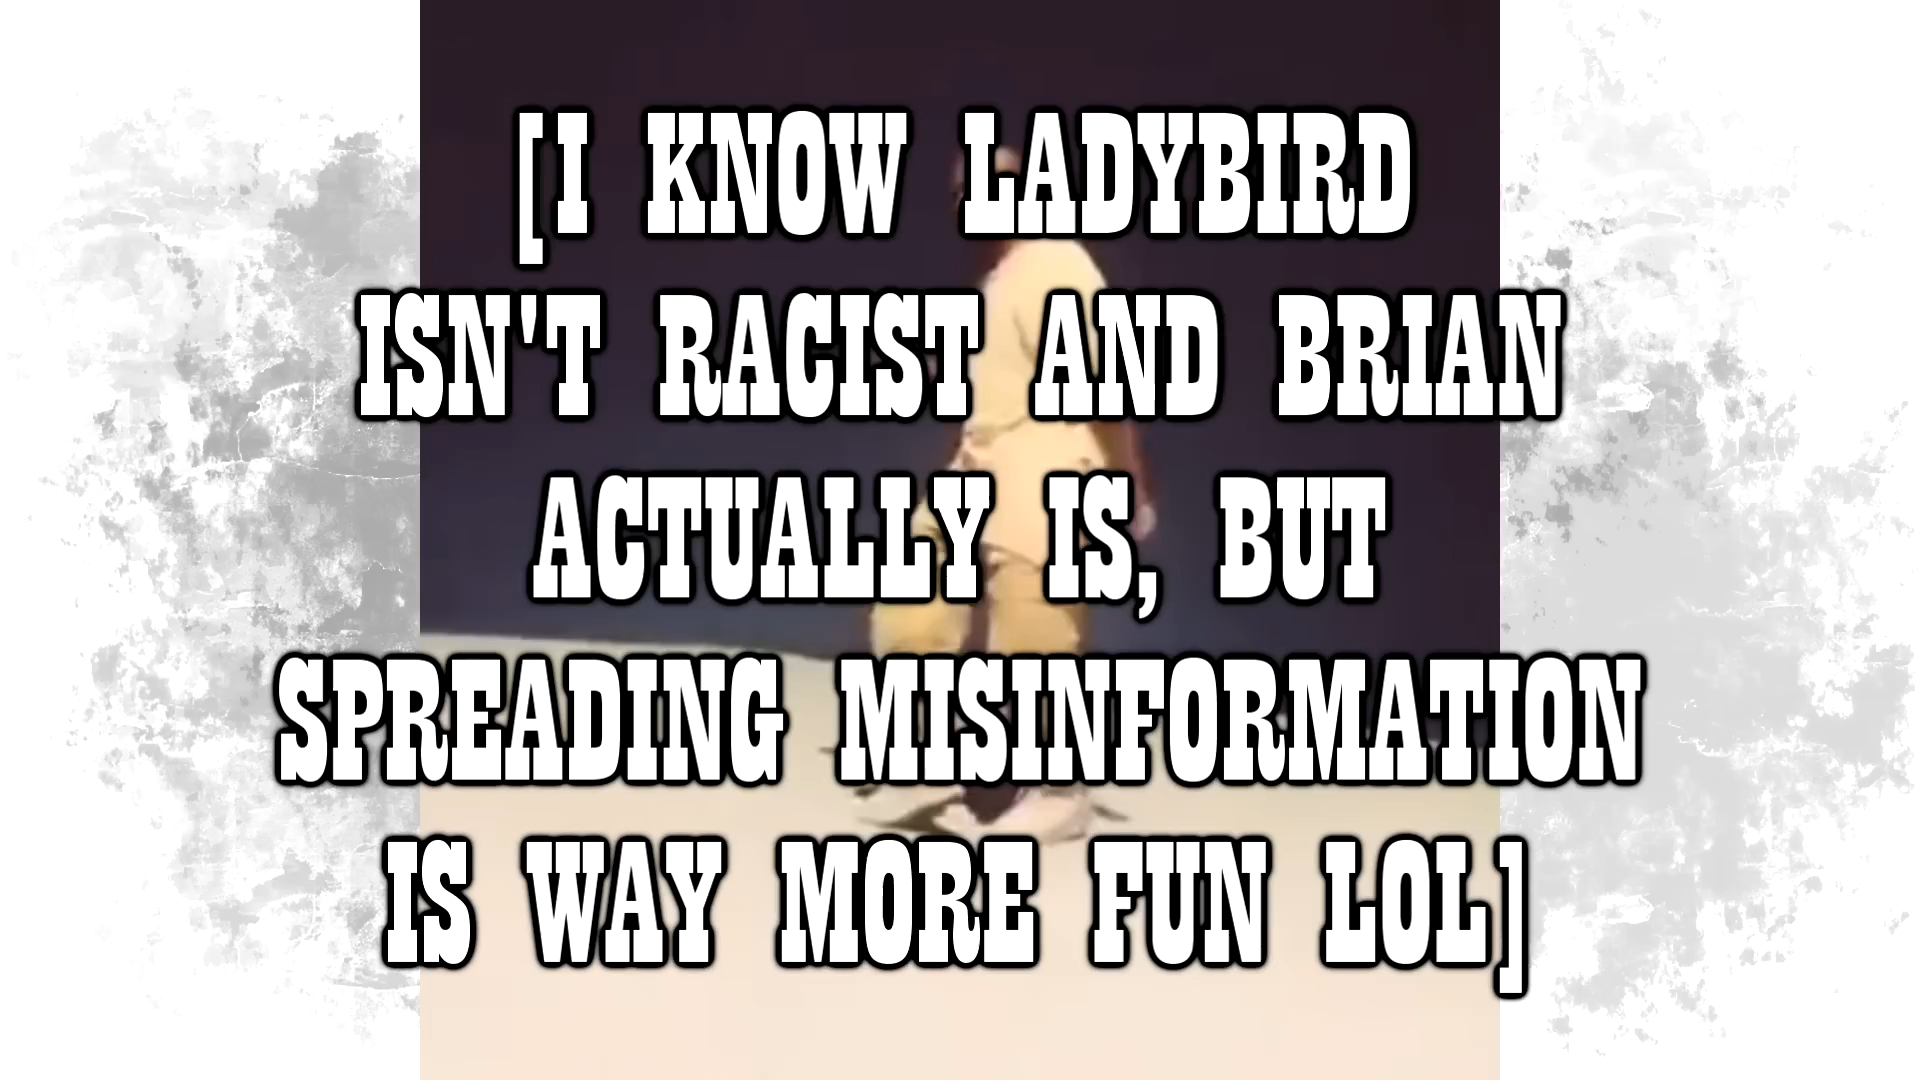 [I KNOW LADYBIRD
ISN'T RACIST AND BRIAN
ACTUALLY IS, BUT
SPREADING MISINFORMATION
IS WAY MORE FUN LOL]